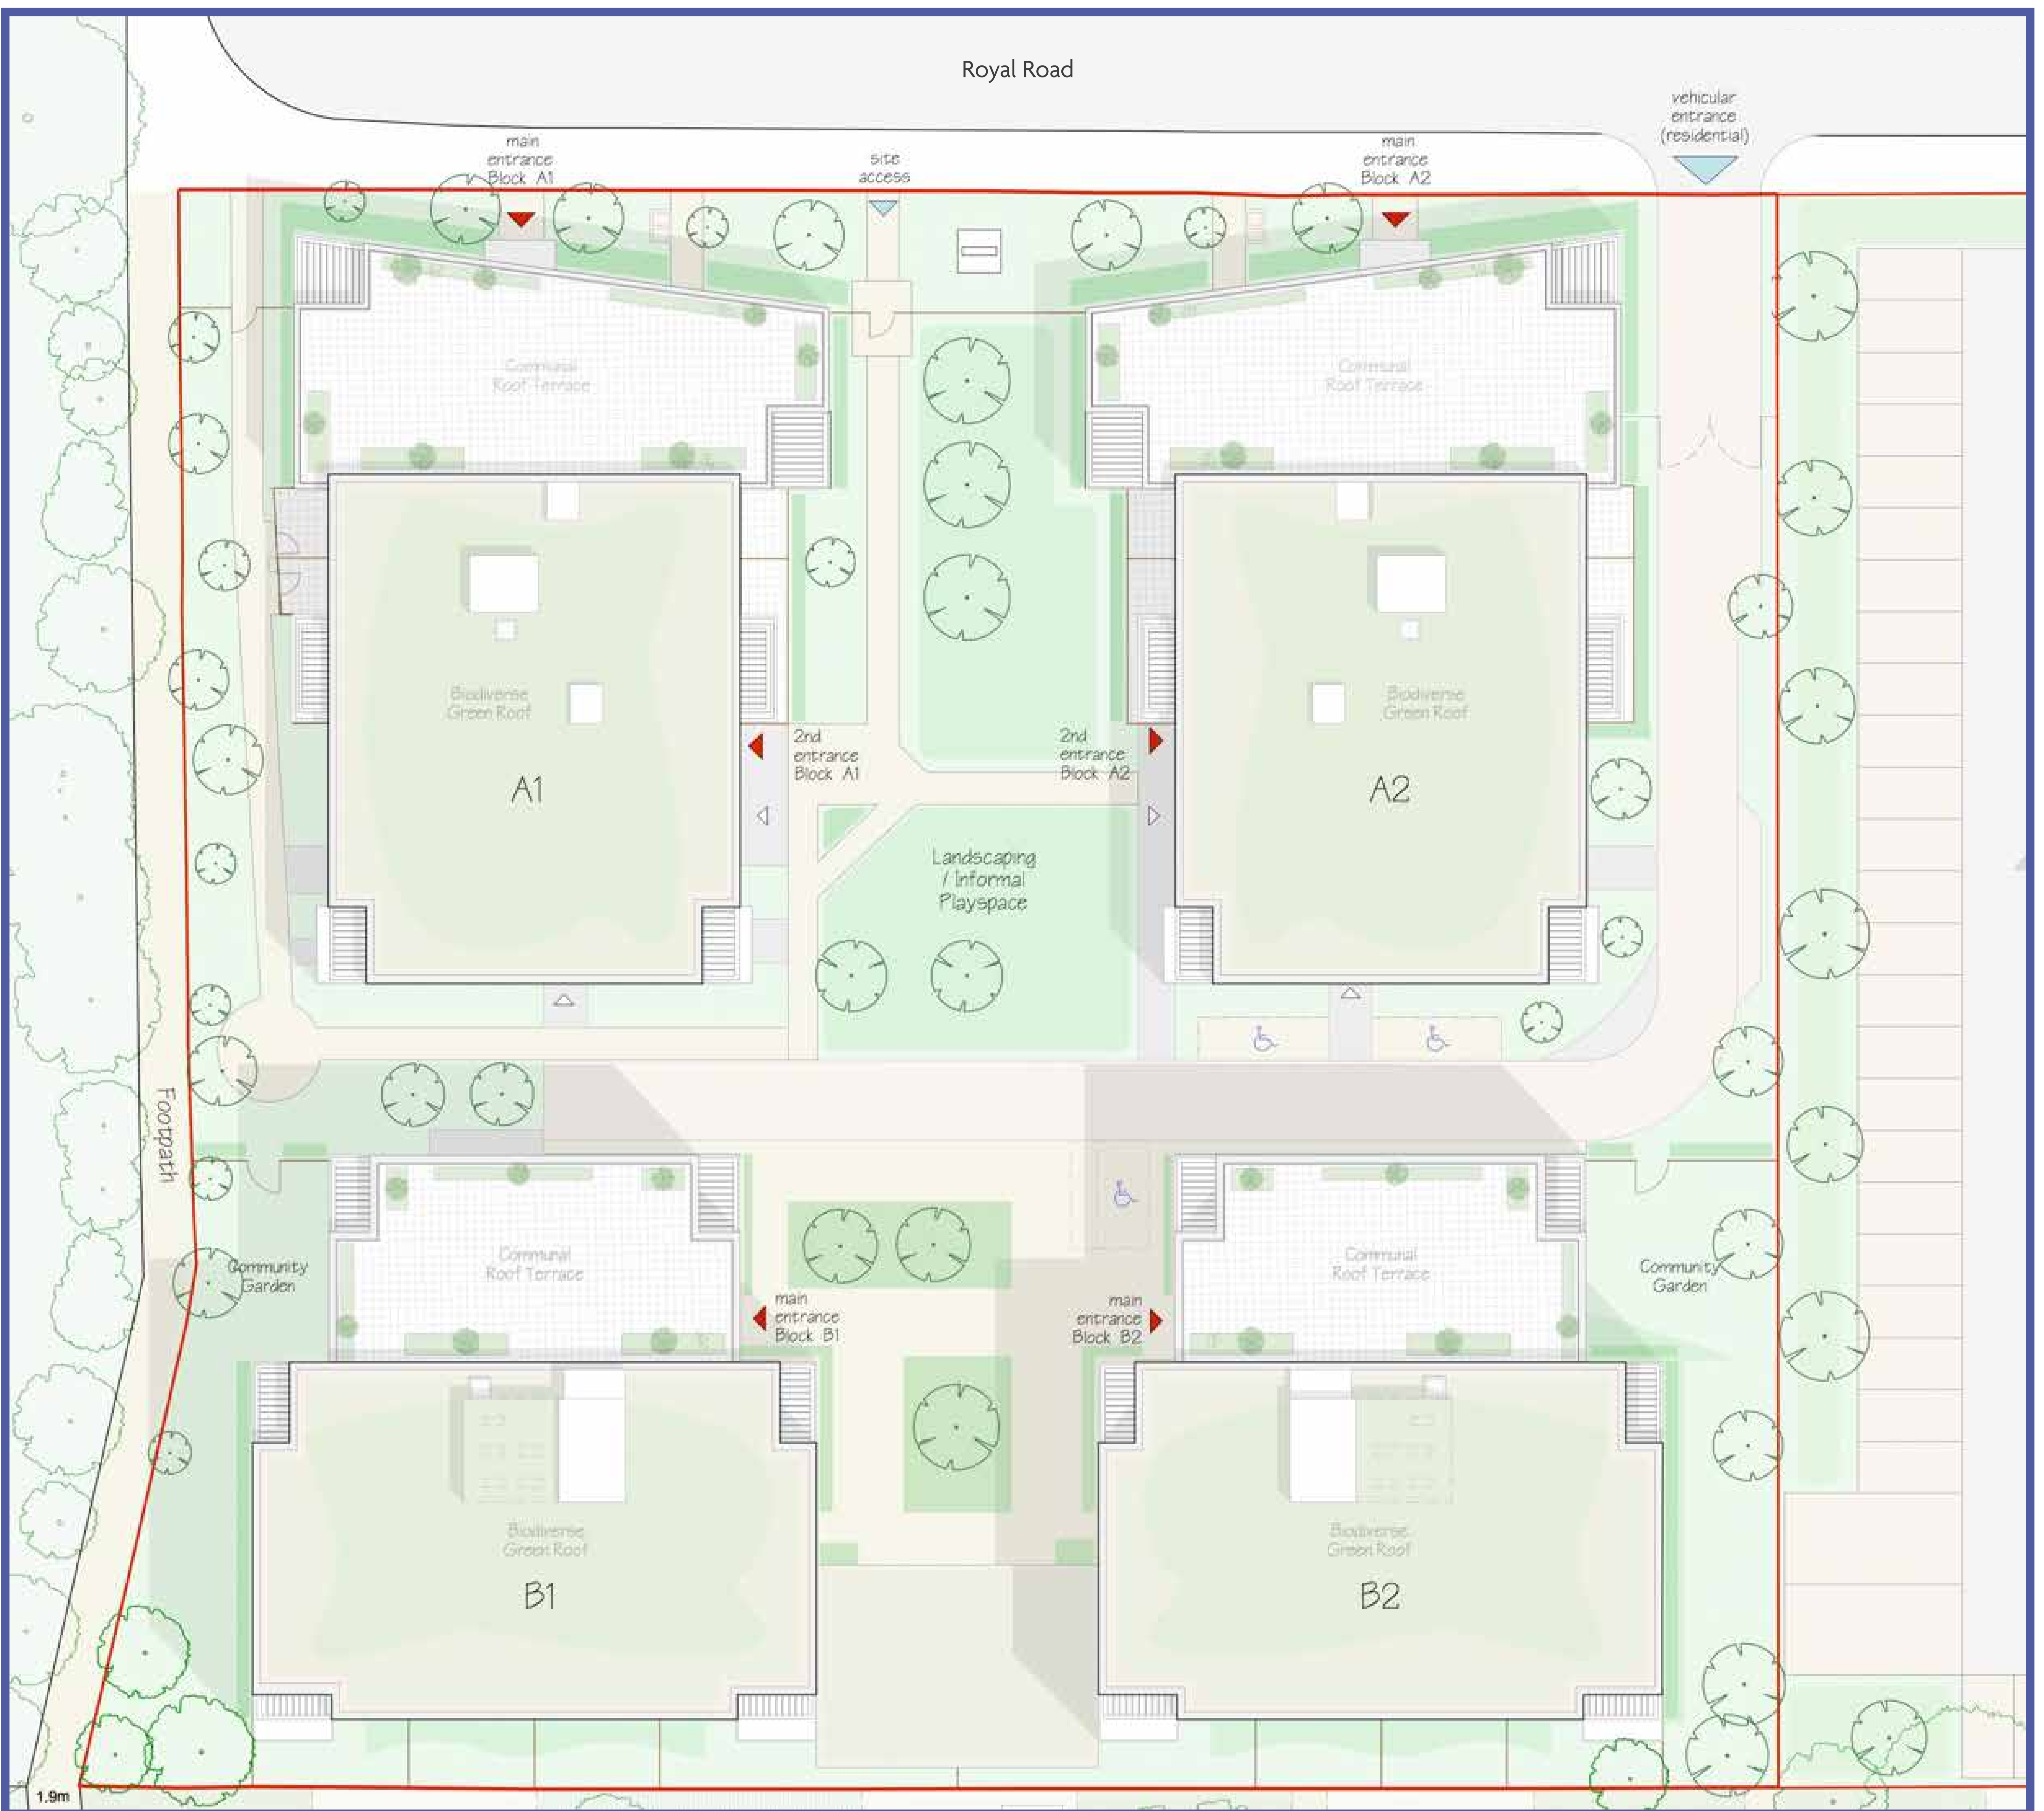 Royal Road
vehicular
entrance
(residential)
main
entrance
Block A1
site
access
main
entrance
Block A2
Communal
Roof Terrace
Communal
Roof Terrace
Biodiverse
Green Roof
Biodiverse
Green Roof
2nd
entrance
Block A1
2nd
entrance
Block A2
A1
A2
Landscaping
/ Informal
Playspace
Footpath
Community
Garden
Communal
Roof Terrace
Communal
Roof Terrace
Community
Garden
main
entrance
Block B1
main
entrance
Block B2
Biodiverse
Green Roof
Biodiverse
Green Roof
B1
B2
1.9m